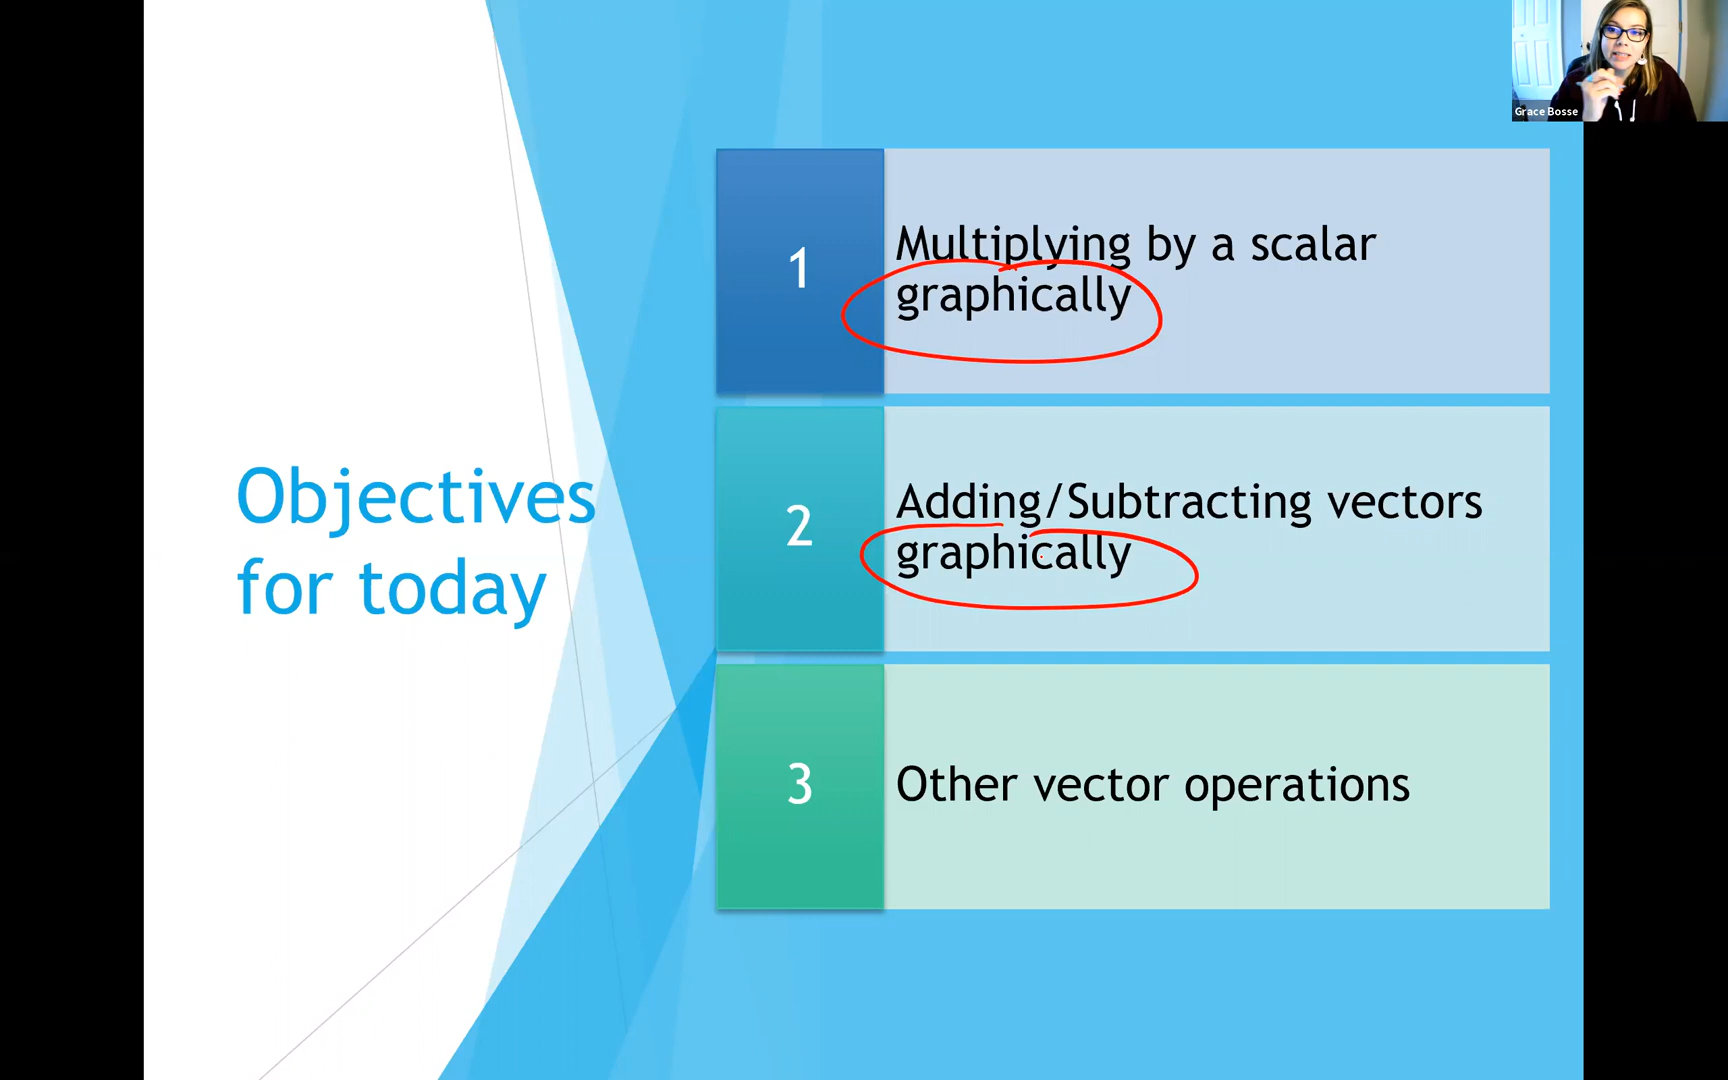 Grace Bosse
Objectives
for today
1
Multiplying by a scalar
graphically
2
Adding/Subtracting vectors
graphically
3
Other vector operations